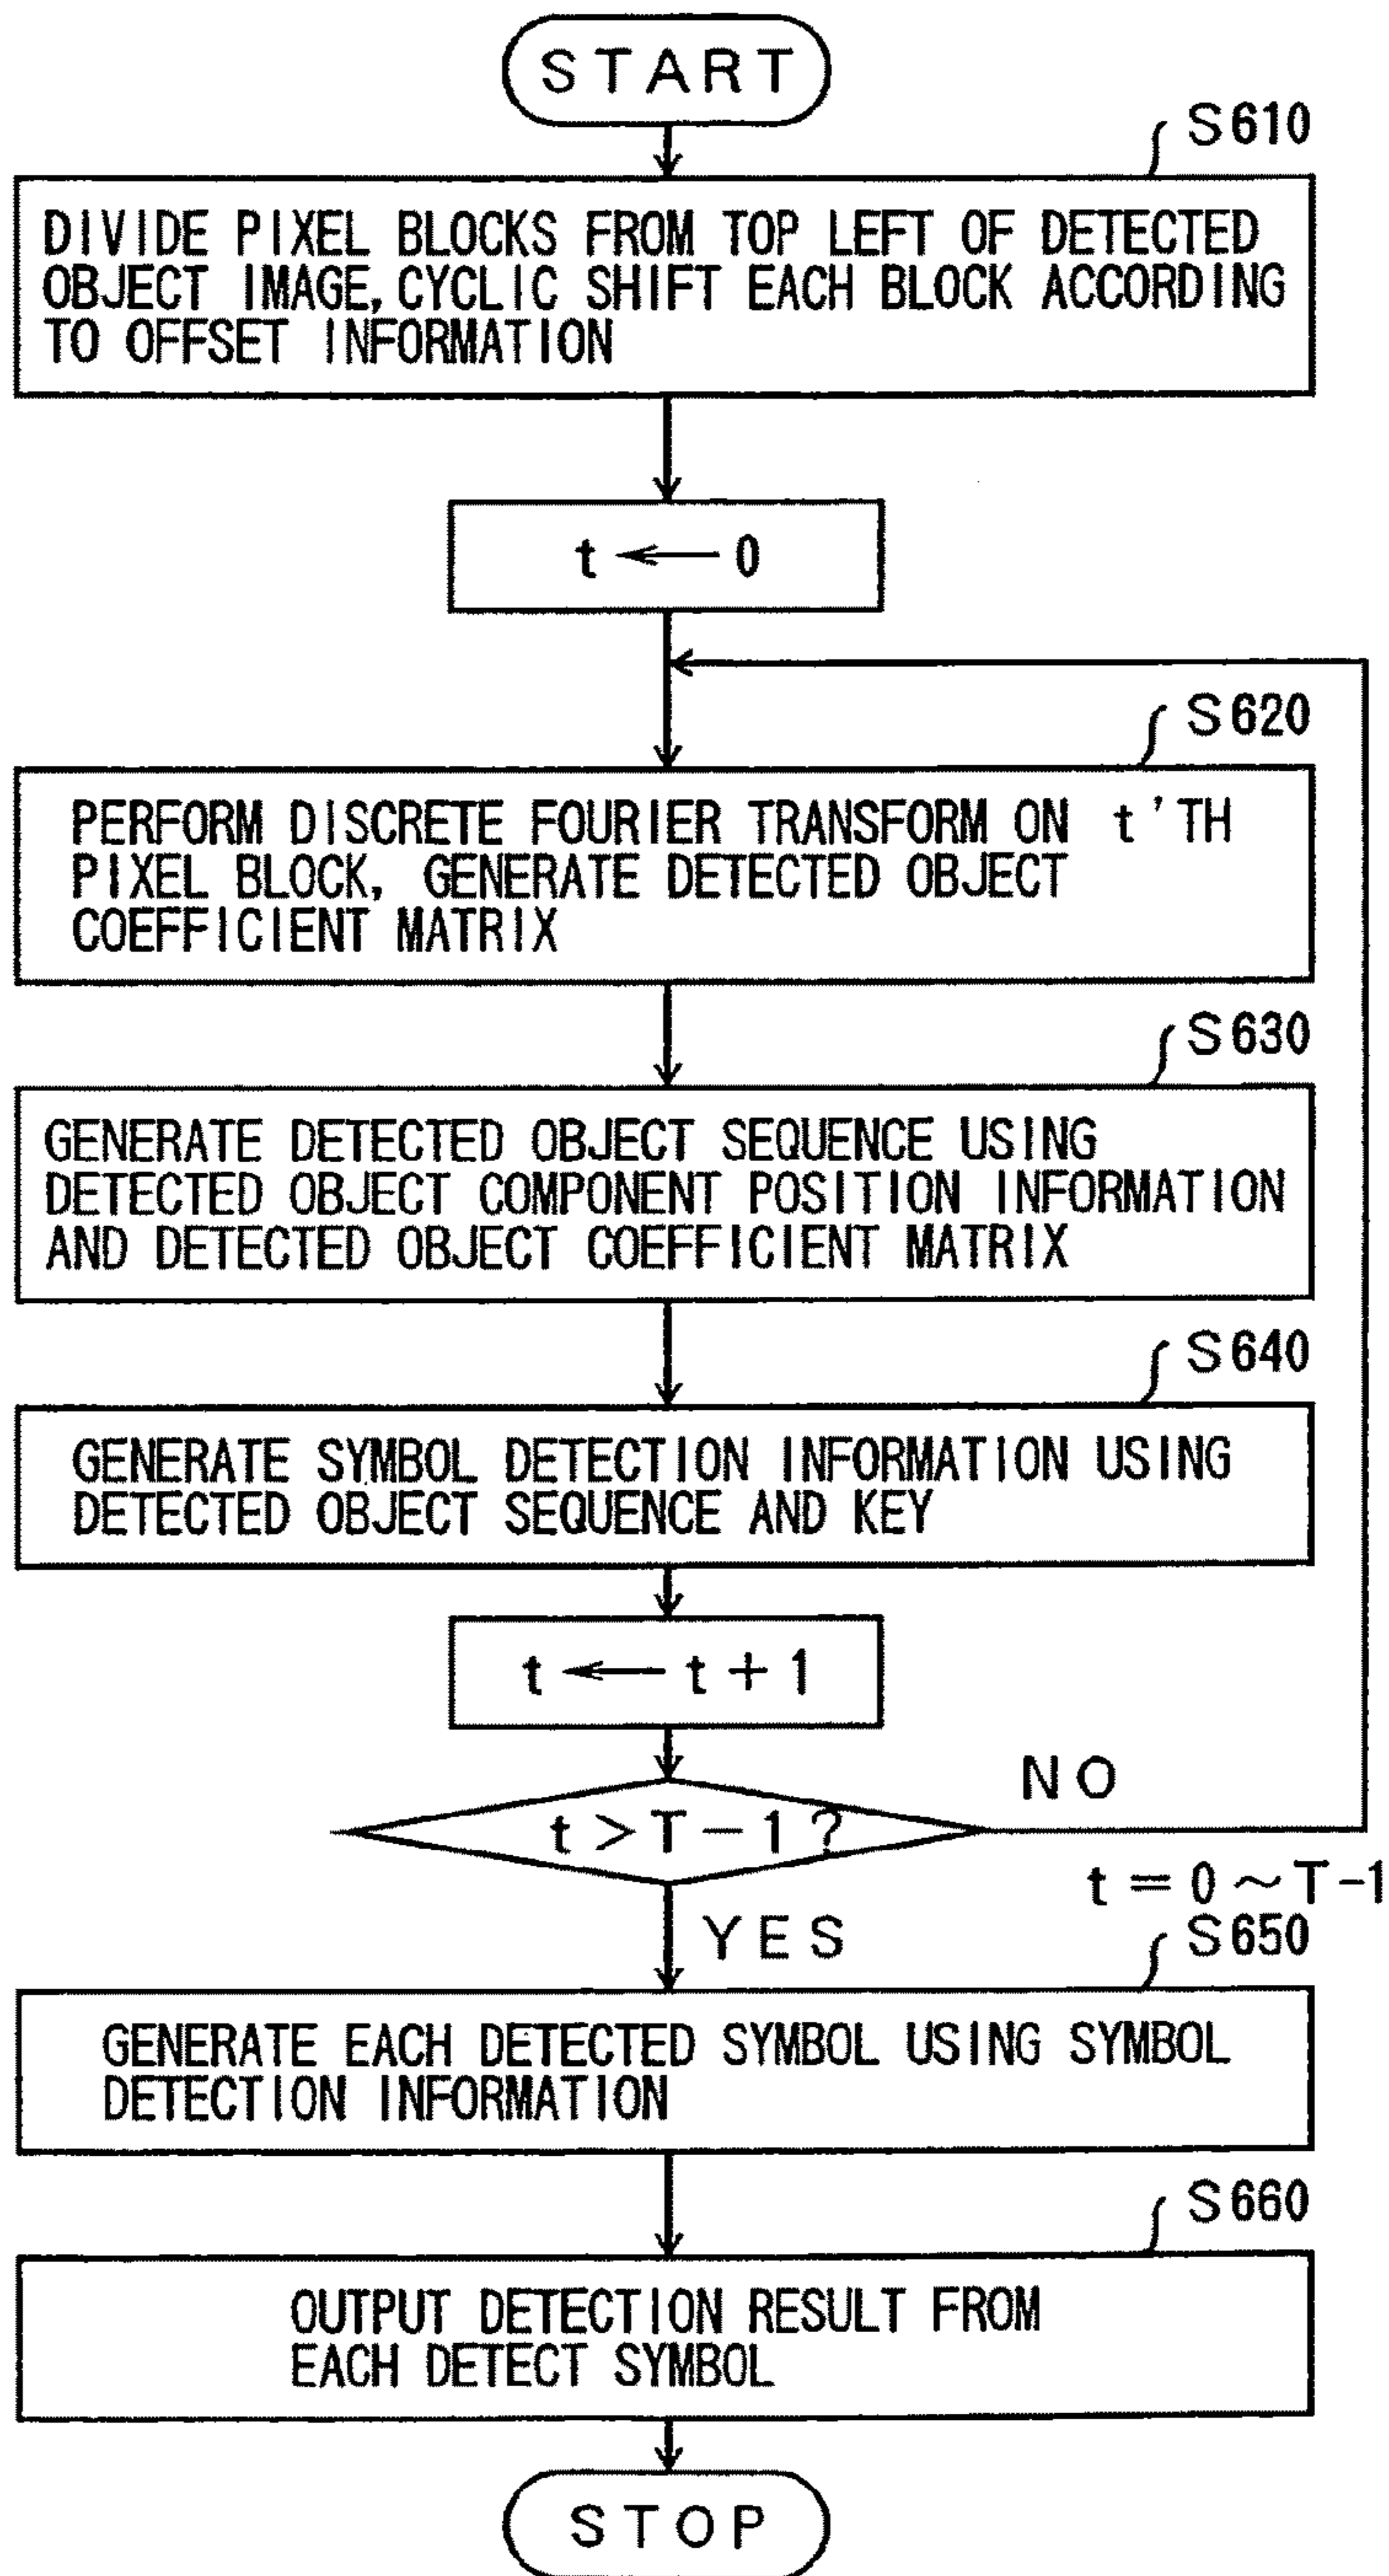 START
S610
DIVIDE PIXEL BLOCKS FROM TOP LEFT OF DETECTED
OBJECT IMAGE, CYCLIC SHIFT EACH BLOCK ACCORDING
TO OFFSET INFORMATION
t ← 0
S620
PERFORM DISCRETE FOURIER TRANSFORM ON t'TH
PIXEL BLOCK, GENERATE DETECTED OBJECT
COEFFICIENT MATRIX
S630
GENERATE DETECTED OBJECT SEQUENCE USING
DETECTED OBJECT COMPONENT POSITION INFORMATION
AND DETECTED OBJECT COEFFICIENT MATRIX
S640
GENERATE SYMBOL DETECTION INFORMATION USING
DETECTED OBJECT SEQUENCE AND KEY
t ← t + 1
NO
t > T - 1 ?
t = 0 ~ T-1
YES
S650
GENERATE EACH DETECTED SYMBOL USING SYMBOL
DETECTION INFORMATION
S660
OUTPUT DETECTION RESULT FROM
EACH DETECT SYMBOL
STOP